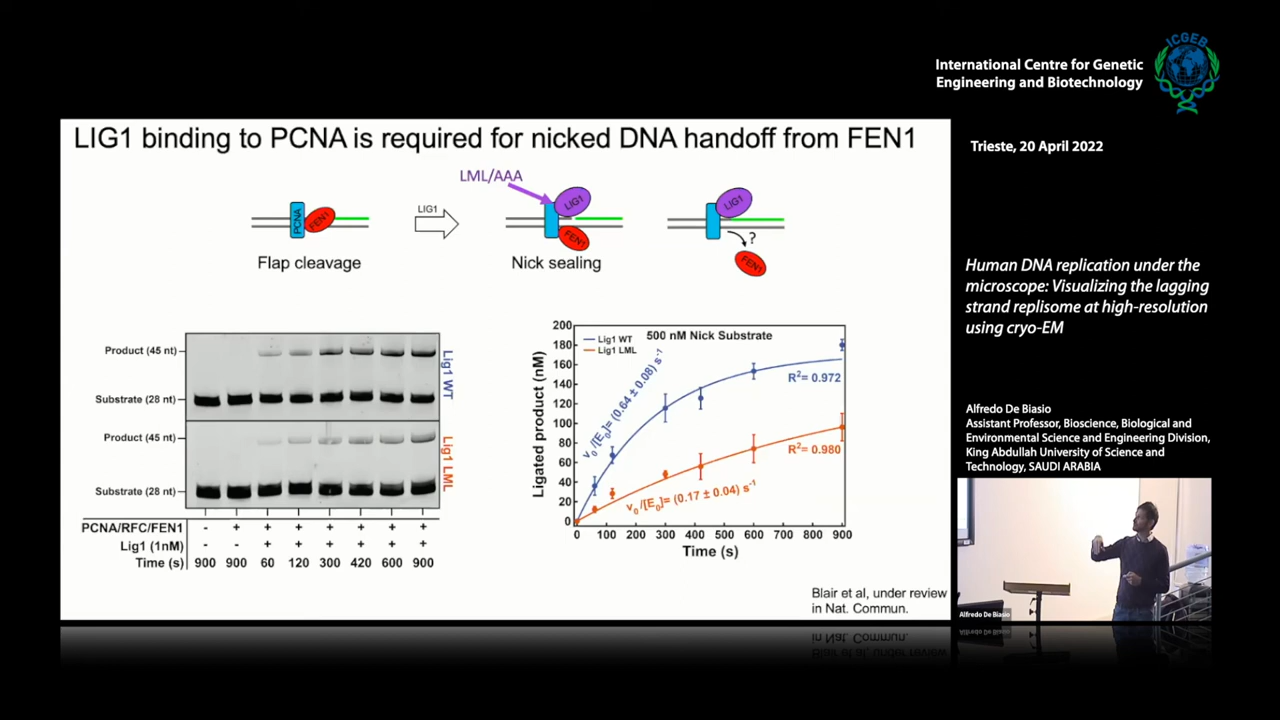 ICGEB
International Centre for Genetic
Engineering and Biotechnology
Trieste, 20 April 2022
LIG1 binding to PCNA is required for nicked DNA handoff from FEN1
LML/AAA
PCNA
FEN1
LIG1
LIG1
FEN1
LIG1
?
FEN1
Flap cleavage
Nick sealing
Product (45 nt)
Substrate (28 nt)
Lig1 WT
Product (45 nt)
Substrate (28 nt)
Lig1 LML
PCNA/RFC/FEN1 - + + + + + + +
Lig1 (1nM) - - + + + + + +
Time (s) 900 900 60 120 300 420 600 900
Ligated product (nM)
200
180
160
140
120
100
80
60
40
20
0
Lig1 WT
Lig1 LML
500 nM Nick Substrate
v0/[E0]= (0.64 ± 0.08) s-1
R2= 0.972
R2= 0.980
v0/[E0]= (0.17 ± 0.04) s-1
0 100 200 300 400 500 600 700 800 900
Time (s)
Blair et al, under review
in Nat. Commun.
Human DNA replication under the
microscope: Visualizing the lagging
strand replisome at high-resolution
using cryo-EM
Alfredo De Biasio
Assistant Professor, Bioscience, Biological and
Environmental Science and Engineering Division,
King Abdullah University of Science and
Technology, SAUDI ARABIA
Alfredo De Biasio